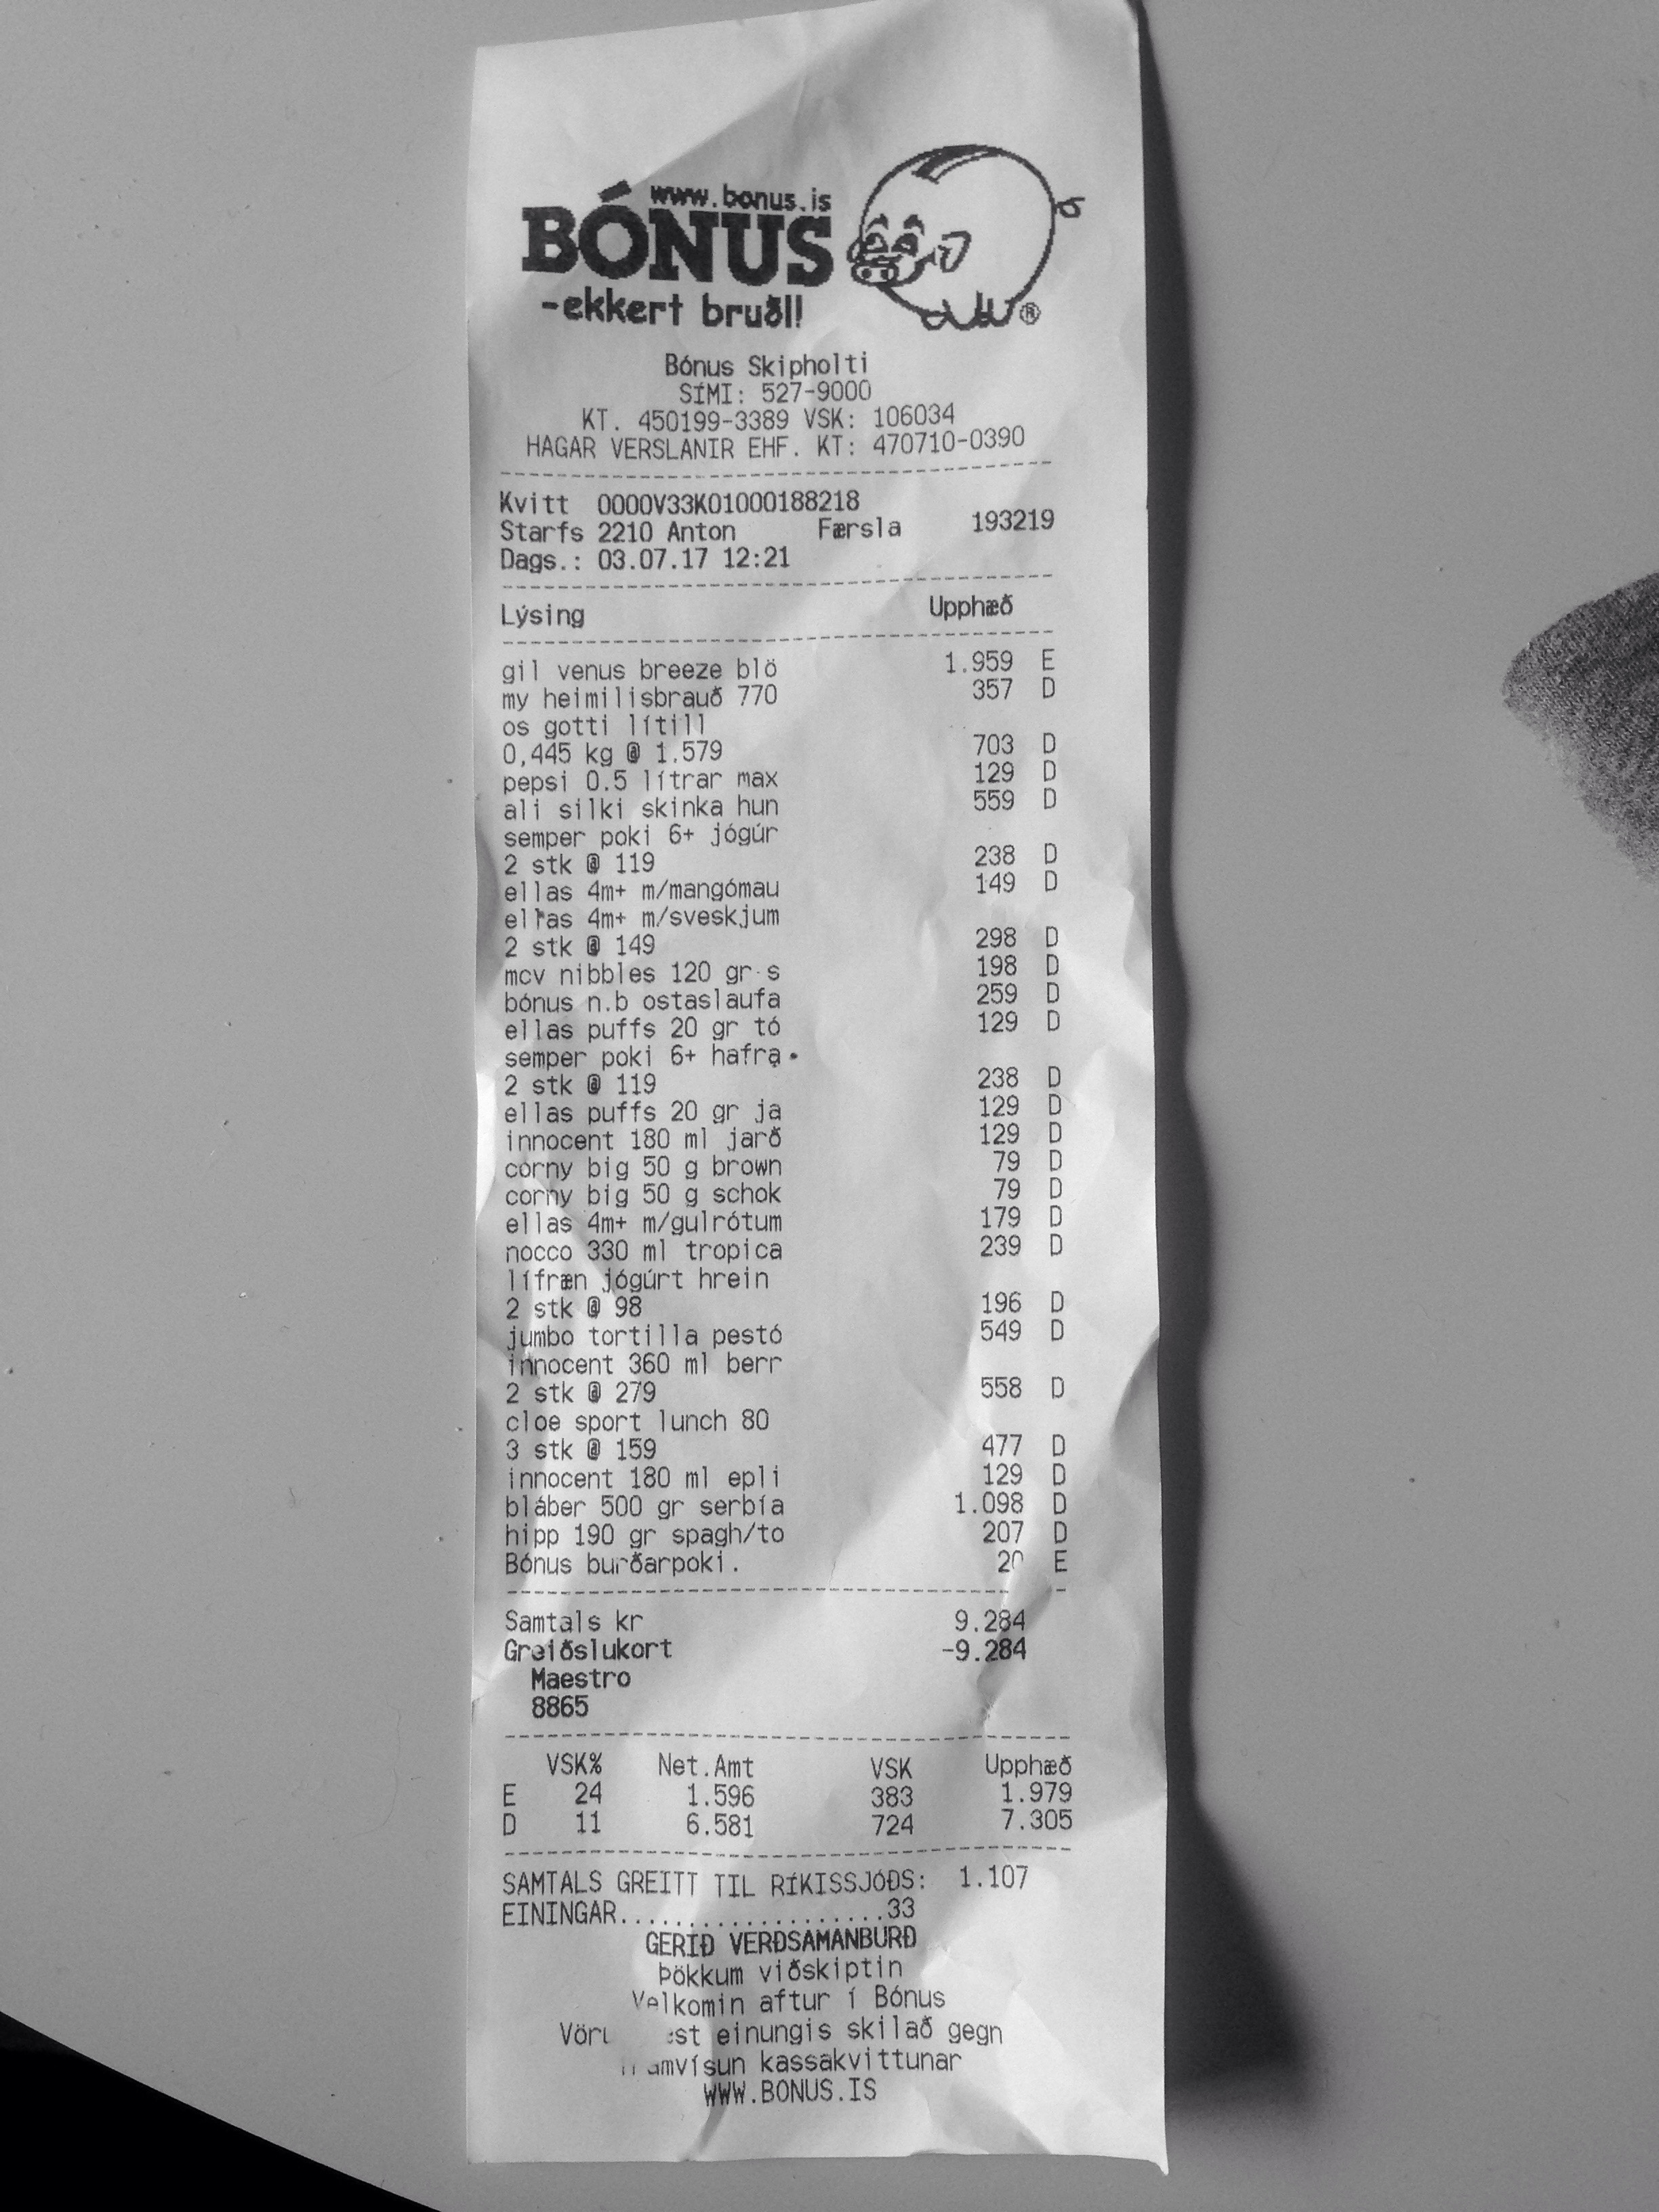 www.bonus.is
BÓNUS
-ekkert bruðl!
Bónus Skipholti
SÍMI: 527-9000
KT. 450199-3389 VSK: 106034
HAGAR VERSLANIR EHF. KT: 470710-0390
Kvitt 0000V33K01000188218
Starfs 2210 Anton Færsla 193219
Dags.: 03.07.17 12:21
Lýsing Upphæð
gil venus breeze blö 1.959 E
my heimilisbrauð 770 357 D
os gotti lítill
0,445 kg @ 1.579 703 D
pepsi 0.5 lítrar max 129 D
ali silki skinka hun 559 D
semper poki 6+ jógúr
2 stk @ 119 238 D
ellas 4m+ m/mangómau 149 D
ellas 4m+ m/sveskjum
2 stk @ 149 298 D
mcv nibbles 120 gr s 198 D
bónus n.b ostaslaufa 259 D
ellas puffs 20 gr tó 129 D
semper poki 6+ hafra
2 stk @ 119 238 D
ellas puffs 20 gr ja 129 D
innocent 180 ml jarð 129 D
corny big 50 g brown 79 D
corny big 50 g schok 79 D
ellas 4m+ m/gulrótum 179 D
nocco 330 ml tropica 239 D
lífræn jógúrt hrein
2 stk @ 98 196 D
jumbo tortilla pestó 549 D
innocent 360 ml berr
2 stk @ 279 558 D
cloe sport lunch 80
3 stk @ 159 477 D
innocent 180 ml epli 129 D
bláber 500 gr serbía 1.098 D
hipp 190 gr spagh/to 207 D
Bónus burðarpoki. 20 E
Samtals kr 9.284
Greiðslukort -9.284
Maestro
8865
VSK% Net.Amt VSK Upphæð
E 24 1.596 383 1.979
D 11 6.581 724 7.305
SAMTALS GREITT TIL RÍKISSJÓÐS: 1.107
EININGAR....................33
GERIÐ VERÐSAMANBURÐ
Þökkum viðskiptin
Velkomin aftur í Bónus
einungis skilað gegn
kassakvittunar
WWW.BONUS.IS